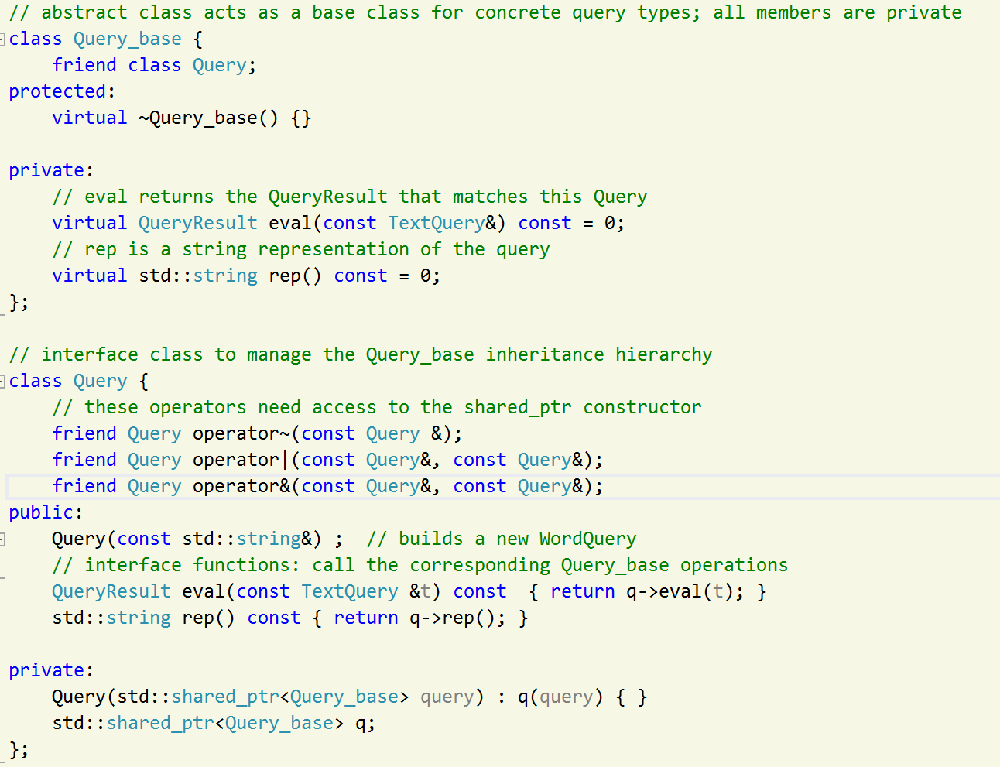 // abstract class acts as a base class for concrete query types; all members are private
class Query_base {
    friend class Query;
protected:
    virtual ~Query_base() {}

private:
    // eval returns the QueryResult that matches this Query
    virtual QueryResult eval(const TextQuery&) const = 0;
    // rep is a string representation of the query
    virtual std::string rep() const = 0;
};

// interface class to manage the Query_base inheritance hierarchy
class Query {
    // these operators need access to the shared_ptr constructor
    friend Query operator~(const Query &);
    friend Query operator|(const Query&, const Query&);
    friend Query operator&(const Query&, const Query&);
public:
    Query(const std::string&) ;  // builds a new WordQuery
    // interface functions: call the corresponding Query_base operations
    QueryResult eval(const TextQuery &t) const  { return q->eval(t); }
    std::string rep() const { return q->rep(); }

private:
    Query(std::shared_ptr<Query_base> query) : q(query) { }
    std::shared_ptr<Query_base> q;
};